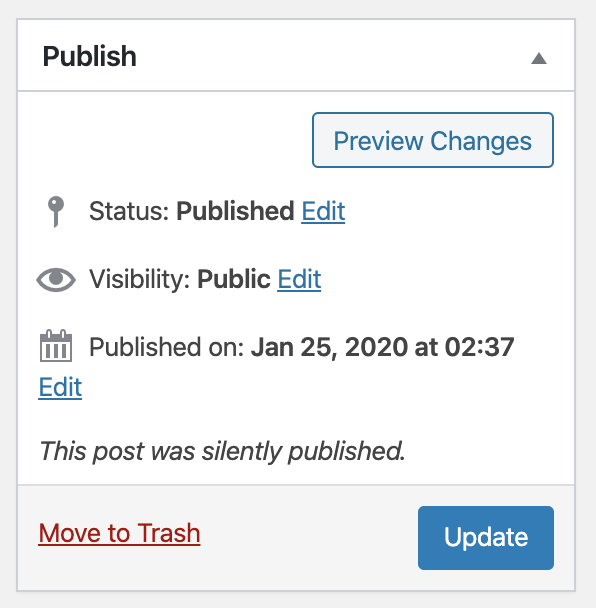 Publish
Preview Changes
Status: Published Edit
Visibility: Public Edit
Published on: Jan 25, 2020 at 02:37
Edit
This post was silently published.
Move to Trash
Update